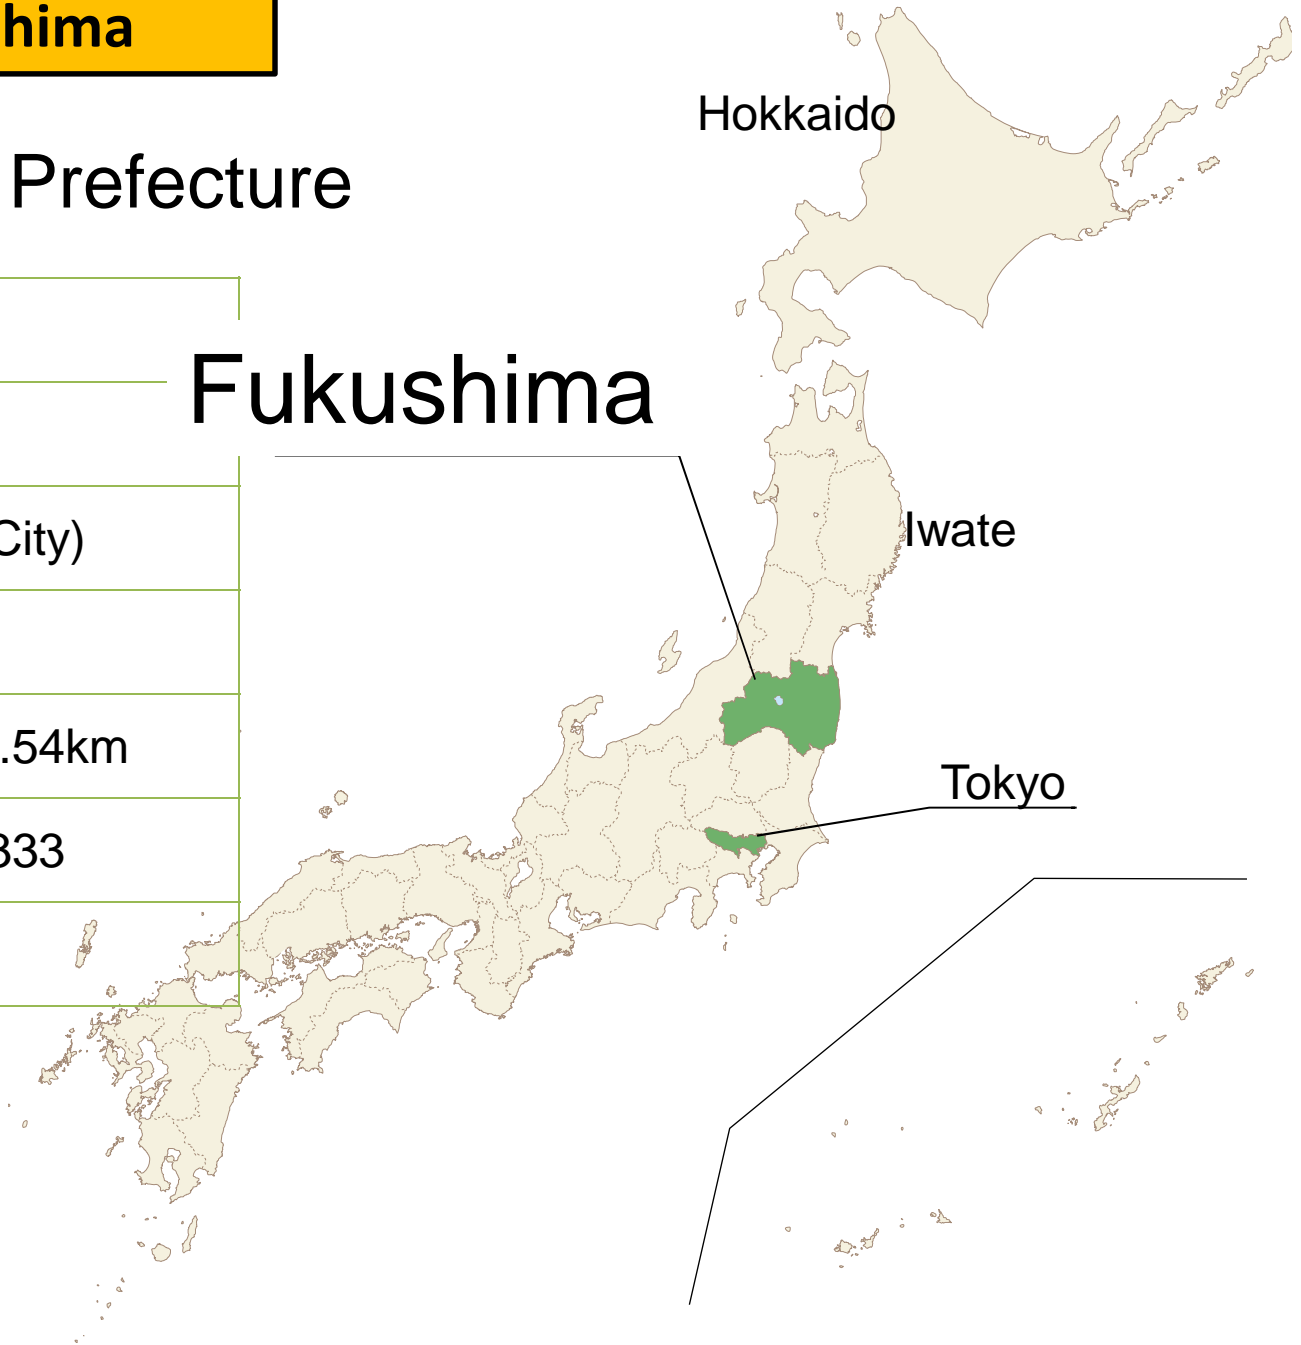 hima
Hokkaido
Prefecture
Fukushima
City)
Iwate
.54km
Tokyo
333